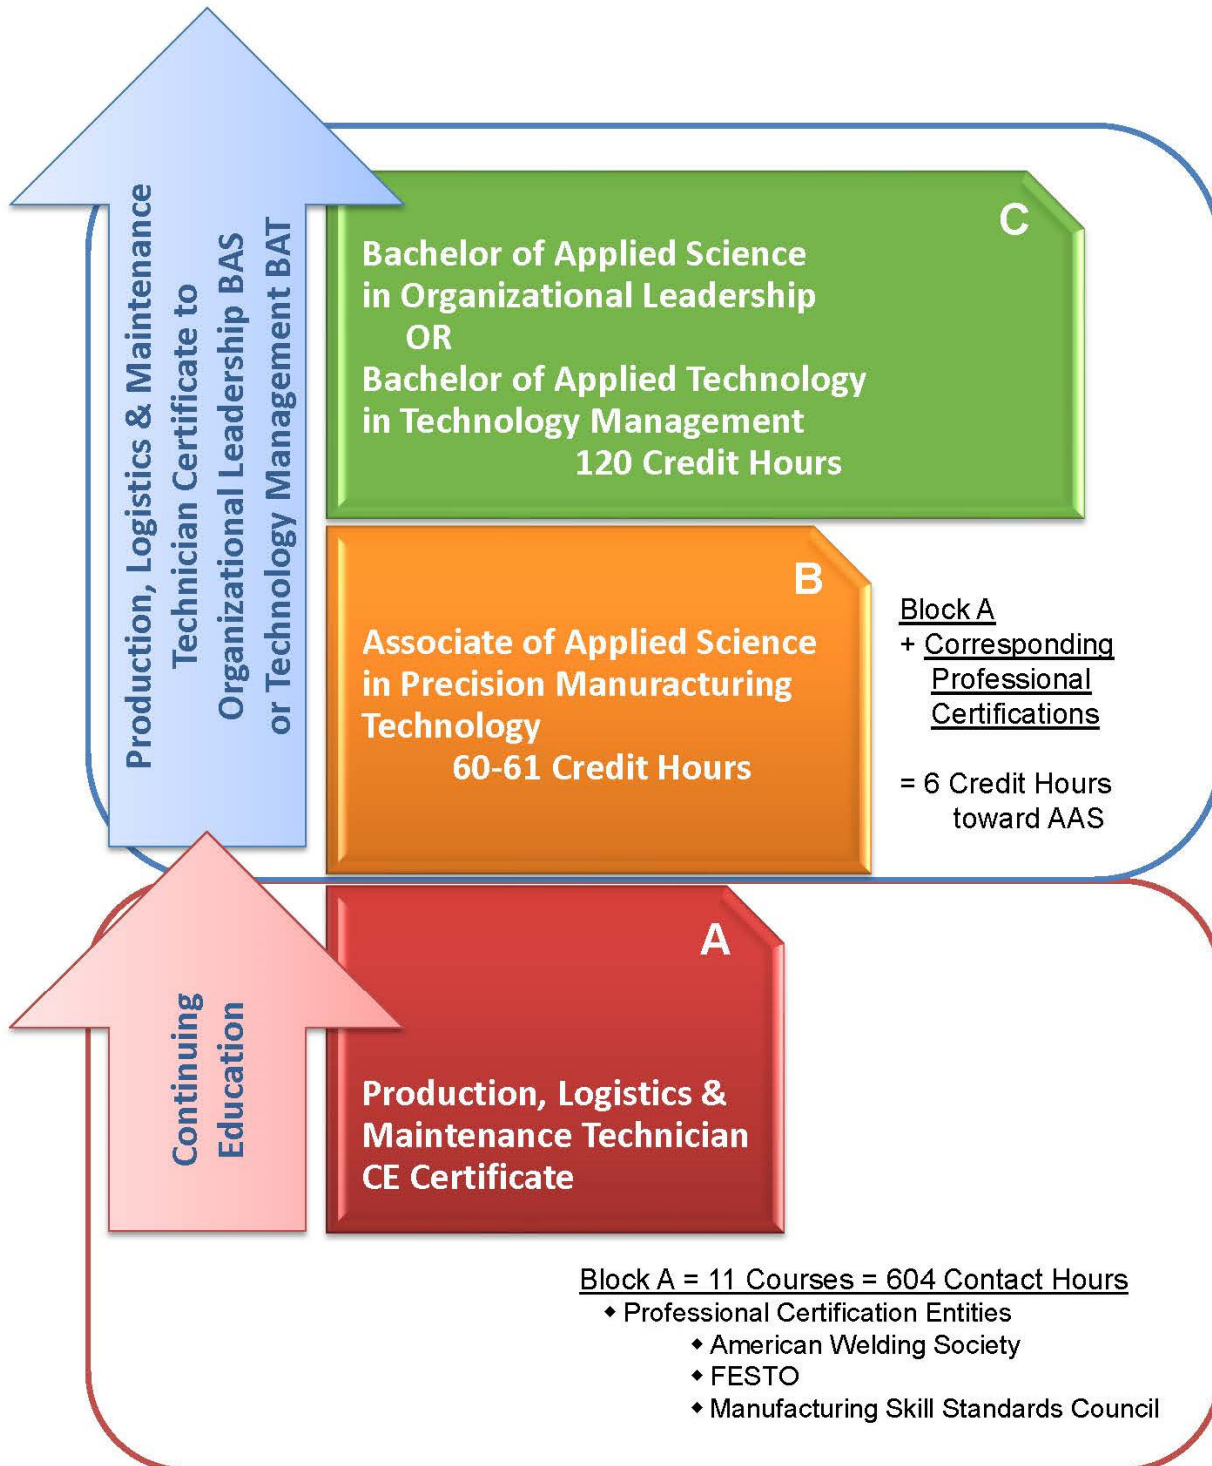 Production, Logistics & Maintenance
Technician Certificate to
Organizational Leadership BAS
or Technology Management BAT
C
Bachelor of Applied Science
in Organizational Leadership
OR
Bachelor of Applied Technology
in Technology Management
120 Credit Hours
B
Associate of Applied Science
in Precision Manuracturing
Technology
60-61 Credit Hours
Block A
+ Corresponding
Professional
Certifications
= 6 Credit Hours
toward AAS
Continuing
Education
A
Production, Logistics &
Maintenance Technician
CE Certificate
Block A = 11 Courses = 604 Contact Hours
◆ Professional Certification Entities
◆ American Welding Society
◆ FESTO
◆ Manufacturing Skill Standards Council